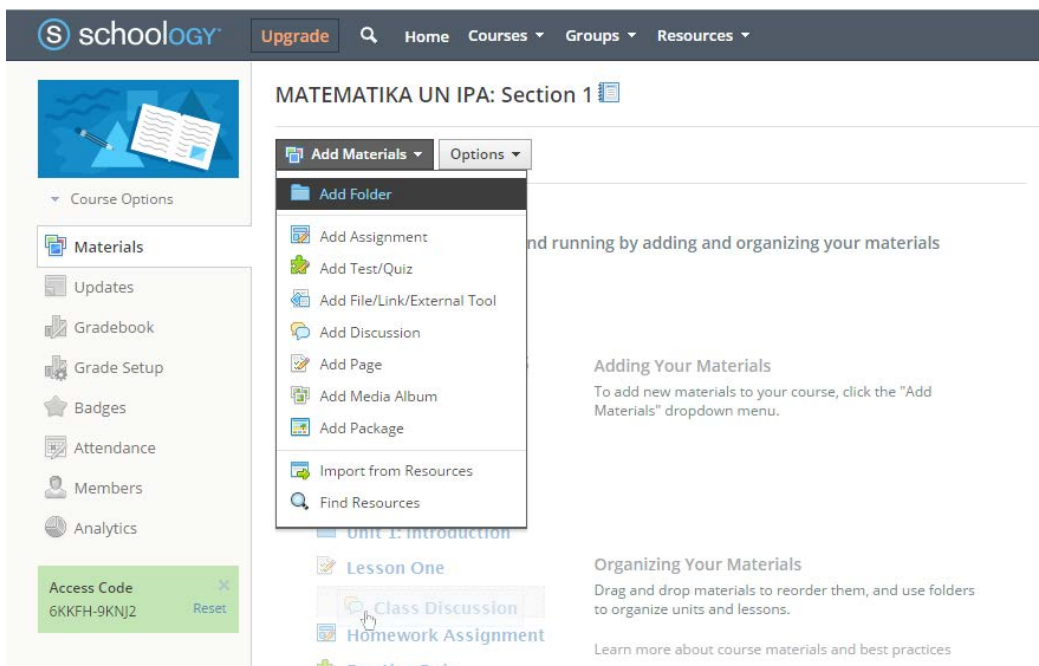 schoology
Upgrade Home Courses Groups Resources
MATEMATIKA UN IPA: Section 1
Add Materials Options
Course Options
Materials
Updates
Gradebook
Grade Setup
Badges
Attendance
Members
Analytics
Access Code
6KKFH-9KNJ2 Reset
Add Folder
Add Assignment
Add Test/Quiz
Add File/Link/External Tool
Add Discussion
Add Page
Add Media Album
Add Package
Import from Resources
Find Resources
running by adding and organizing your materials
Adding Your Materials
To add new materials to your course, click the "Add
Materials" dropdown menu.
Unit 1: Introduction
Lesson One
Class Discussion
Homework Assignment
Organizing Your Materials
Drag and drop materials to reorder them, and use folders
to organize units and lessons.
Learn more about course materials and best practices